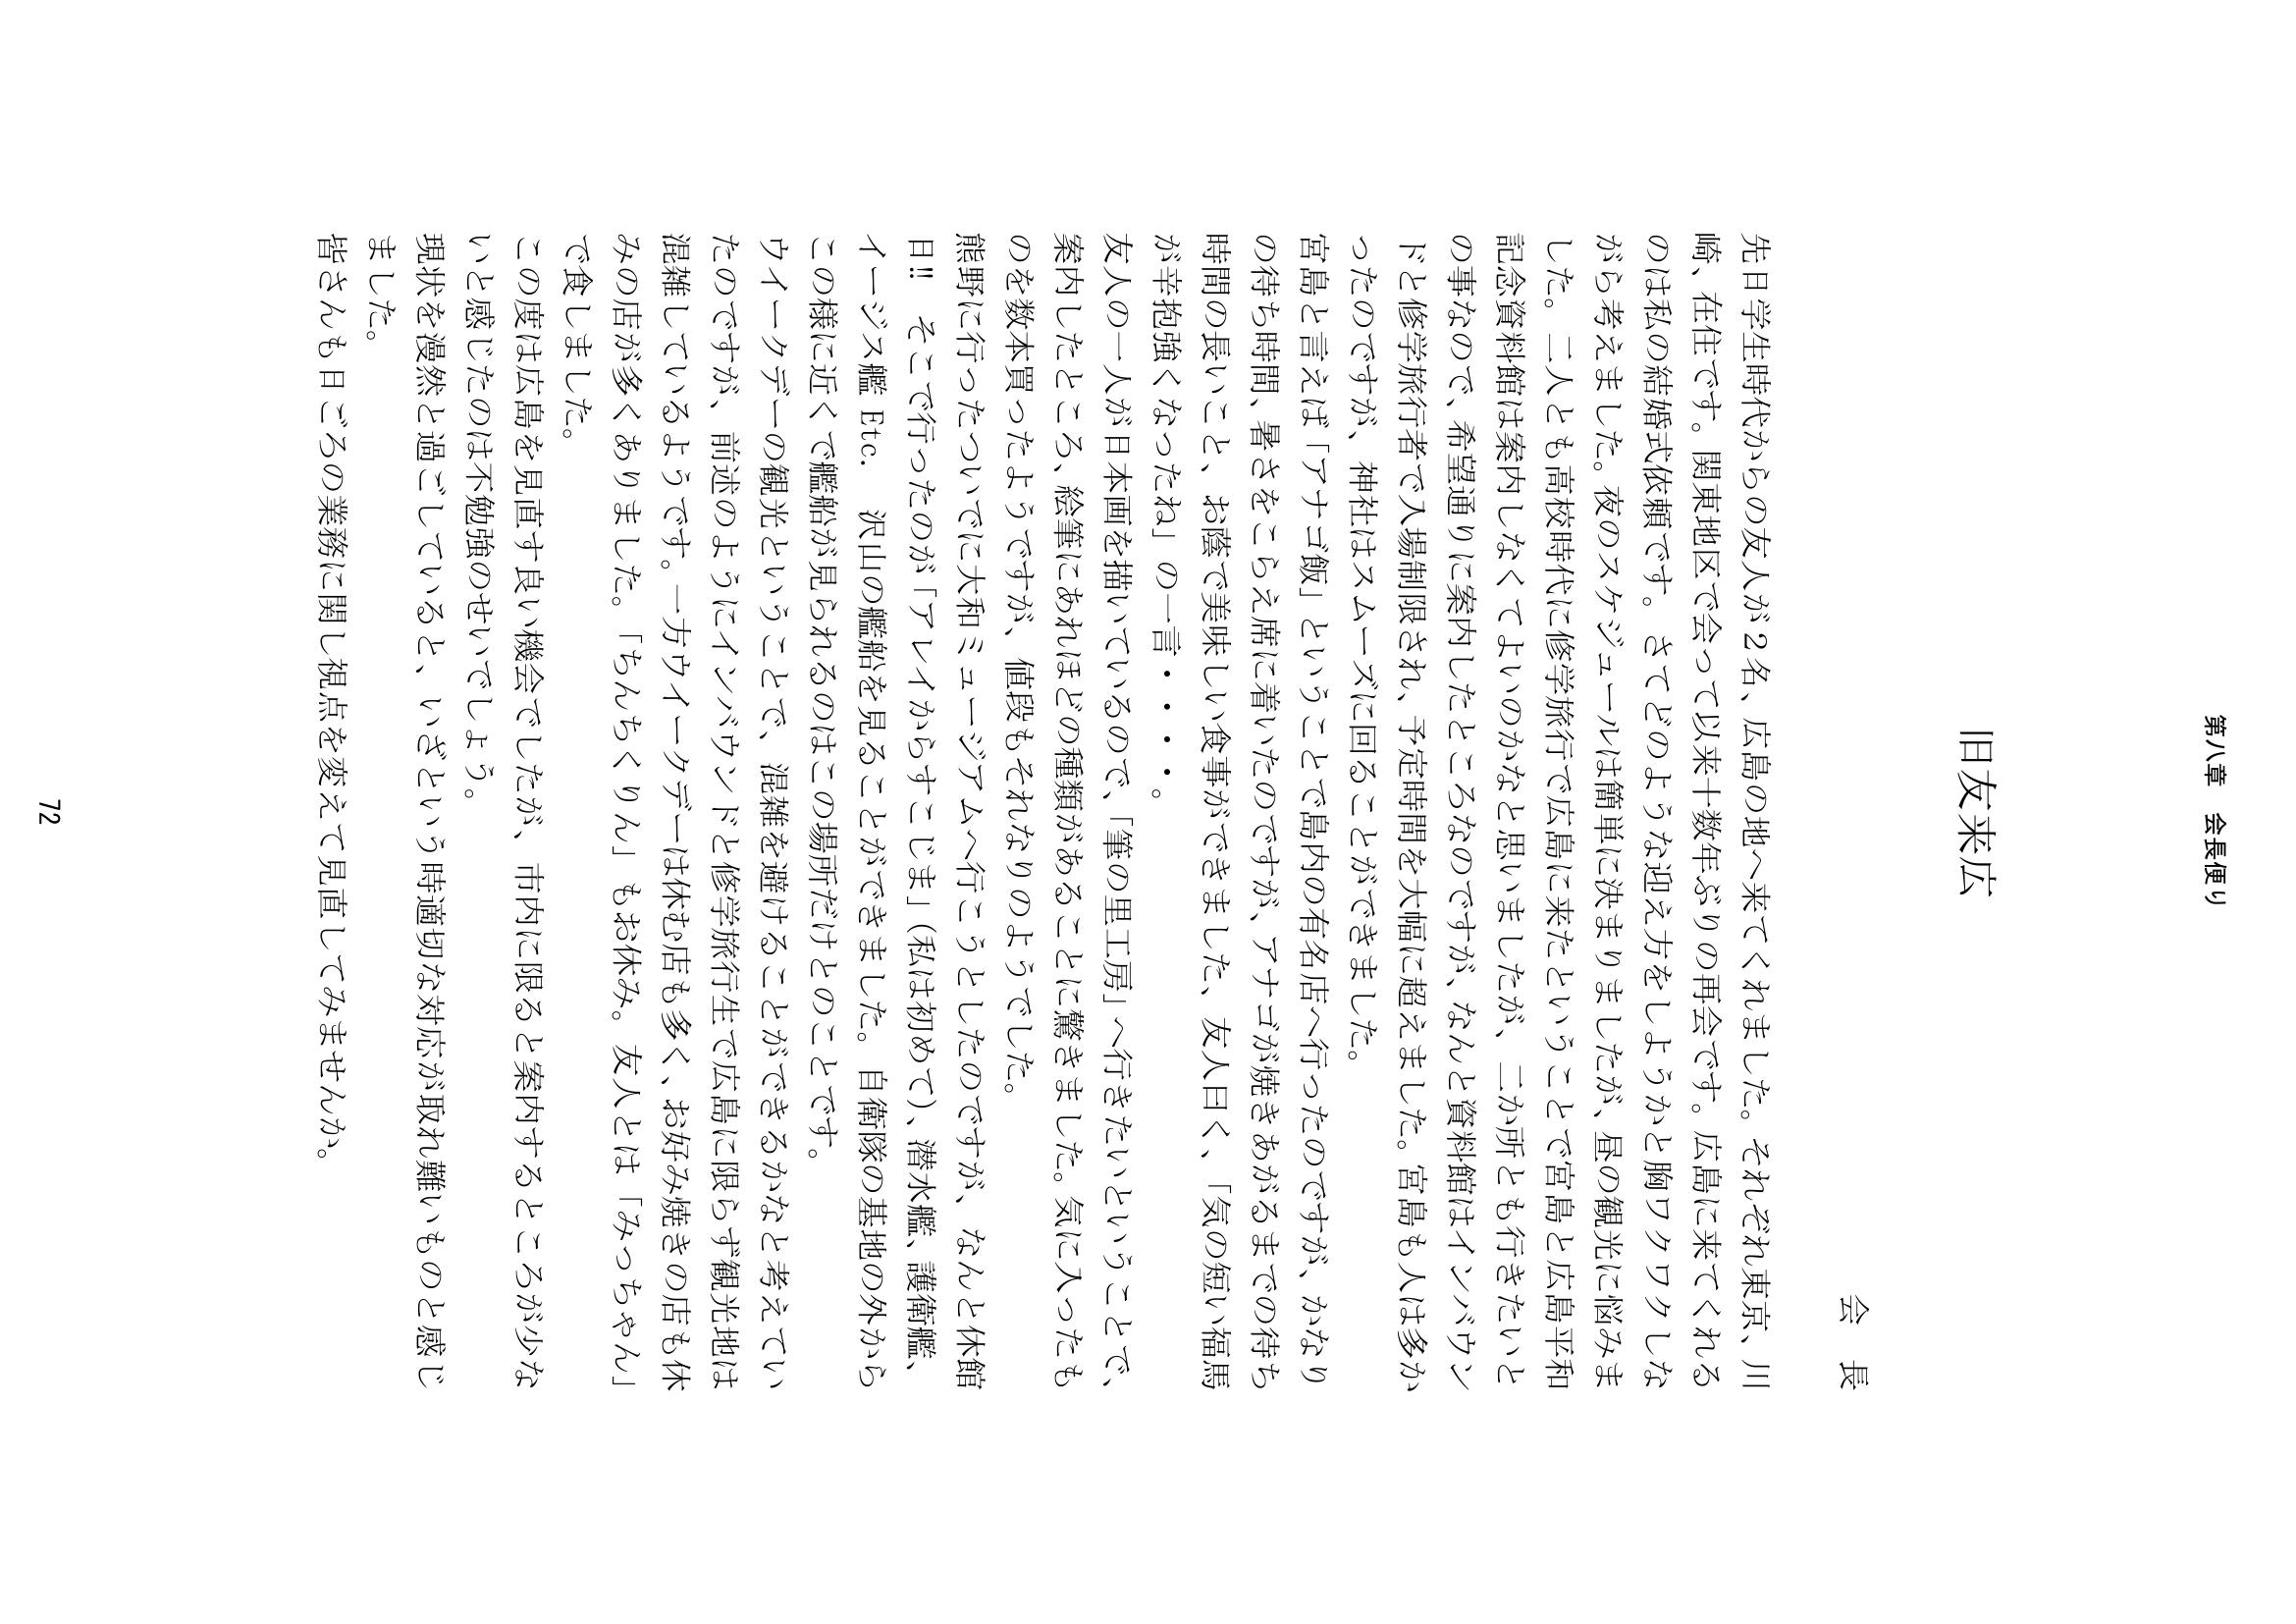 第八章　会長便り
旧友来広
会　長
先日学生時代からの友人が２名、広島の地へ来てくれました。それぞれ東京、川
崎、在住です。関東地区で会って以来十数年ぶりの再会です。広島に来てくれる
のは私の結婚式依頼です。さてどのような迎え方をしようかと胸ワクワクしな
がら考えました。夜のスケジュールは簡単に決まりましたが、昼の観光に悩みま
した。二人とも高校時代に修学旅行で広島に来たということで宮島と広島平和
記念資料館は案内しなくてよいのかなと思いましたが、二か所とも行きたいと
の事なので、希望通りに案内したところなのですが、なんと資料館はインバウン
ドと修学旅行者で入場制限され、予定時間を大幅に超えました。宮島も人は多か
ったのですが、神社はスムーズに回ることができました。
宮島と言えば「アナゴ飯」ということで島内の有名店へ行ったのですが、かなり
の待ち時間、暑さをこらえ席に着いたのですが、アナゴが焼きあがるまでの待ち
時間の長いこと、お蔭で美味しい食事ができました、友人曰く、「気の短い福馬
が辛抱強くなったね」の一言・・・・。
友人の一人が日本画を描いているので、「筆の里工房」へ行きたいということで、
案内したところ、絵筆にあれほどの種類があることに驚きました。気に入ったも
のを数本買ったようですが、値段もそれなりのようでした。
熊野に行ったついでに大和ミュージアムへ行こうとしたのですが、なんと休館
日!!　そこで行ったのが「アレイからすこじま」（私は初めて）、潜水艦、護衛艦、
イージス艦 Etc.　沢山の艦船を見ることができました。自衛隊の基地の外から
この様に近くで艦船が見られるのはこの場所だけとのことです。
ウイークデーの観光ということで、混雑を避けることができるかなと考えてい
たのですが、前述のようにインバウンドと修学旅行生で広島に限らず観光地は
混雑しているようです。一方ウイークデーは休む店も多く、お好み焼きの店も休
みの店が多くありました。「ちんちくりん」もお休み。友人とは「みっちゃん」
で食しました。
この度は広島を見直す良い機会でしたが、市内に限ると案内するところが少な
いと感じたのは不勉強のせいでしょう。
現状を漫然と過ごしていると、いざという時適切な対応が取れ難いものと感じ
ました。
皆さんも日ごろの業務に関し視点を変えて見直してみませんか。
72